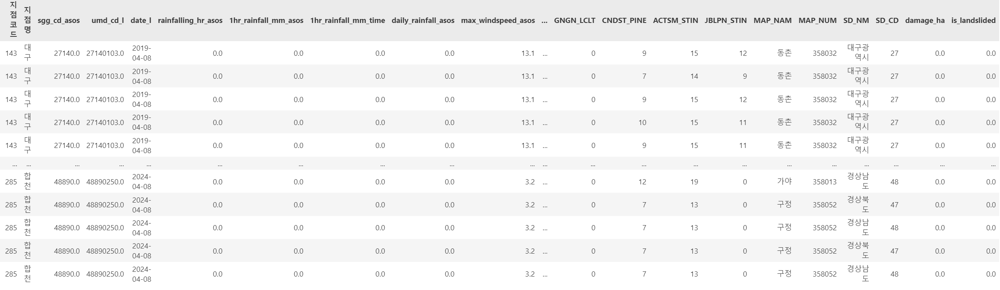 지점코드 지점명 sgg_cd_asos umd_cd_l date_l rainfalling_hr_asos 1hr_rainfall_mm_asos 1hr_rainfall_mm_time daily_rainfall_asos max_windspeed_asos ... GNGN_LCLT CNDST_PINE ACTSM_STIN JBLPN_STIN MAP_NAM MAP_NUM SD_NM SD_CD damage_ha is_landslided
143 대구 27140.0 27140103.0 2019-04-08 0.0 0.0 0.0 0.0 13.1 ... 0 9 15 12 동촌 358032 대구광역시 27 0.0 0.0
143 대구 27140.0 27140103.0 2019-04-08 0.0 0.0 0.0 0.0 13.1 ... 0 7 14 9 동촌 358032 대구광역시 27 0.0 0.0
143 대구 27140.0 27140103.0 2019-04-08 0.0 0.0 0.0 0.0 13.1 ... 0 9 15 12 동촌 358032 대구광역시 27 0.0 0.0
143 대구 27140.0 27140103.0 2019-04-08 0.0 0.0 0.0 0.0 13.1 ... 0 10 15 11 동촌 358032 대구광역시 27 0.0 0.0
143 대구 27140.0 27140103.0 2019-04-08 0.0 0.0 0.0 0.0 13.1 ... 0 9 15 11 동촌 358032 대구광역시 27 0.0 0.0
... ... ... ... ... ... ... ... ... ... ... ... ... ... ... ... ... ... ... ... ...
285 합천 48890.0 48890250.0 2024-04-08 0.0 0.0 0.0 0.0 3.2 ... 0 12 19 0 가야 358013 경상남도 48 0.0 0.0
285 합천 48890.0 48890250.0 2024-04-08 0.0 0.0 0.0 0.0 3.2 ... 0 7 13 0 구정 358052 경상북도 47 0.0 0.0
285 합천 48890.0 48890250.0 2024-04-08 0.0 0.0 0.0 0.0 3.2 ... 0 7 13 0 구정 358052 경상남도 48 0.0 0.0
285 합천 48890.0 48890250.0 2024-04-08 0.0 0.0 0.0 0.0 3.2 ... 0 7 13 0 구정 358052 경상북도 47 0.0 0.0
285 합천 48890.0 48890250.0 2024-04-08 0.0 0.0 0.0 0.0 3.2 ... 0 7 13 0 구정 358052 경상남도 48 0.0 0.0